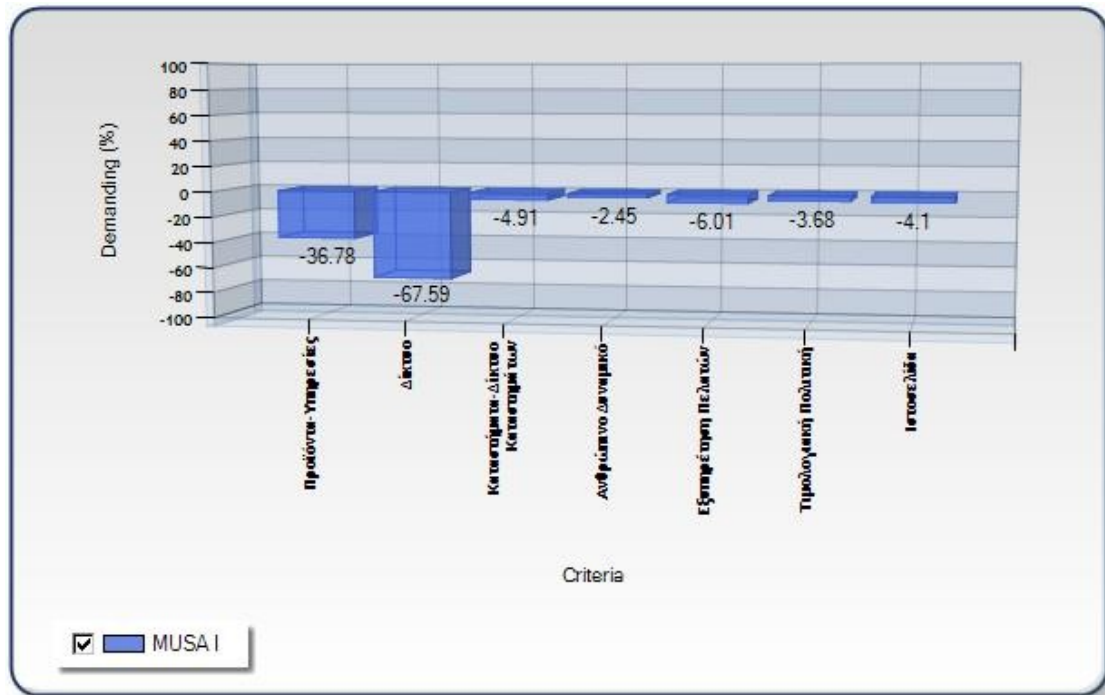 100
80
60
40
20
0
-20
-40
-60
-80
-100
Demanding (%)
-36.78
-67.59
-4.91
-2.45
-6.01
-3.68
-4.1
Προϊόντα-Υπηρεσίες
Δίκτυο
Καταστήματα-Δίκτυο
Καταστημάτων
Ανθρώπινο Δυναμικό
Εξυπηρέτηση Πελατών
Τιμολογιακή Πολιτική
Ιστοσελίδα
Criteria
MUSA I